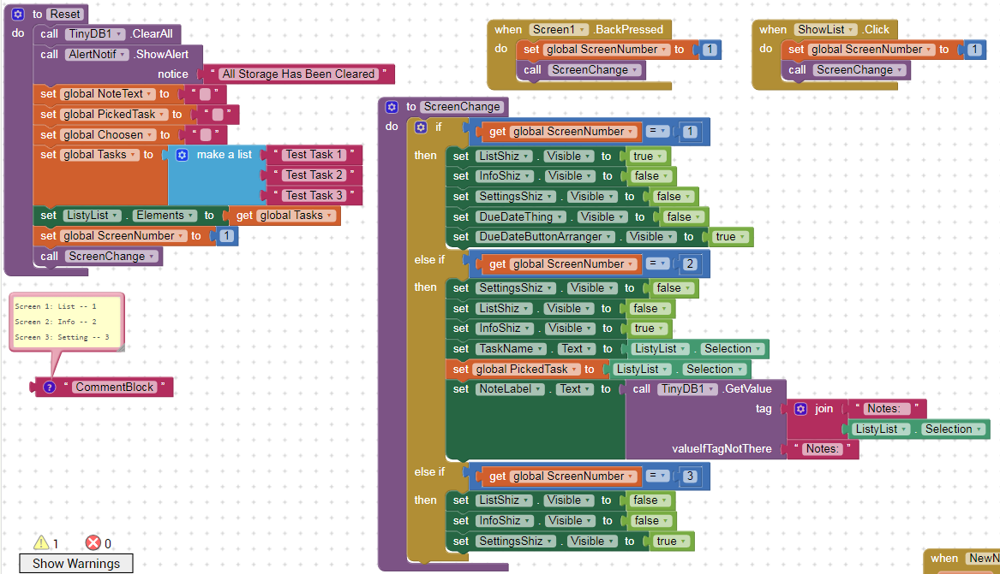 to Reset
do call TinyDB1 .ClearAll
call AlertNotif .ShowAlert
notice " All Storage Has Been Cleared "
set global NoteText to " "
set global PickedTask to " "
set global Choosen to " "
set global Tasks to make a list " Test Task 1 "
" Test Task 2 "
" Test Task 3 "
set ListyList . Elements to get global Tasks
set global ScreenNumber to 1
call ScreenChange
Screen 1: List -- 1
Screen 2: Info -- 2
Screen 3: Setting -- 3
? " CommentBlock "
1 0
Show Warnings
when Screen1 .BackPressed
do set global ScreenNumber to 1
call ScreenChange
when ShowList .Click
do set global ScreenNumber to 1
call ScreenChange
to ScreenChange
do if get global ScreenNumber = 1
then set ListShiz . Visible to true
set InfoShiz . Visible to false
set SettingsShiz . Visible to false
set DueDateThing . Visible to false
set DueDateButtonArranger . Visible to true
else if get global ScreenNumber = 2
then set SettingsShiz . Visible to false
set ListShiz . Visible to false
set InfoShiz . Visible to true
set TaskName . Text to ListyList . Selection
set global PickedTask to ListyList . Selection
set NoteLabel . Text to call TinyDB1 .GetValue
tag join " Notes: "
ListyList . Selection
valueIfTagNotThere " Notes: "
else if get global ScreenNumber = 3
then set ListShiz . Visible to false
set InfoShiz . Visible to false
set SettingsShiz . Visible to true
when